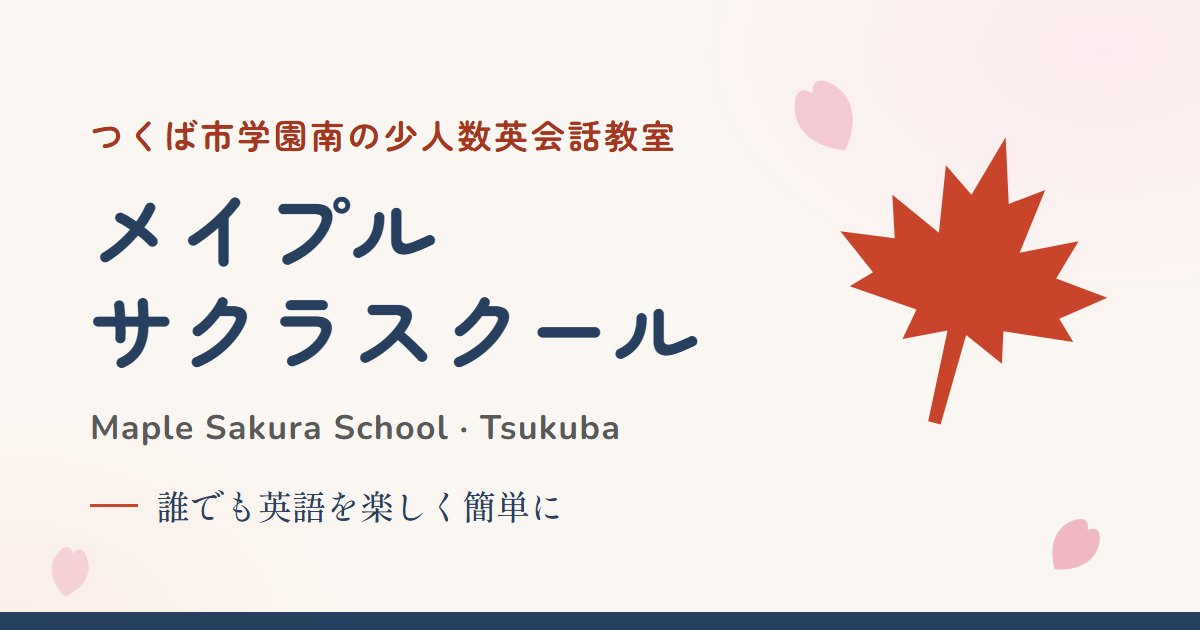 つくば市学園南の少人数英会話教室
メイプル
サクラスクール
Maple Sakura School · Tsukuba
誰でも英語を楽しく簡単に